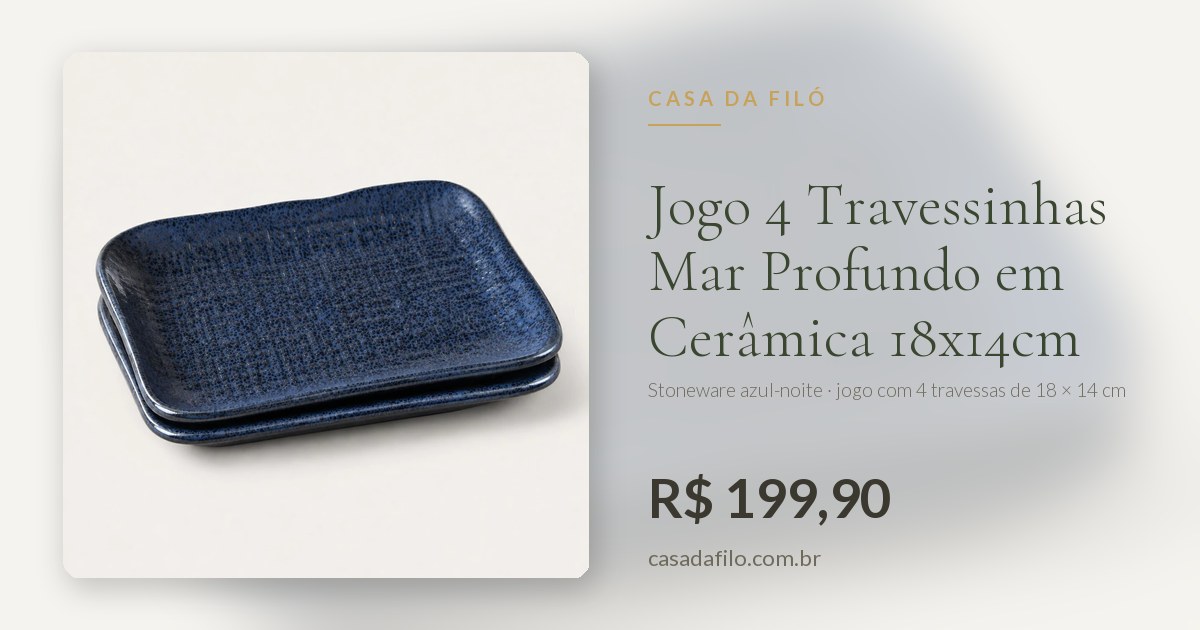 CASA DA FILÓ
Jogo 4 Travessinhas
Mar Profundo em
Cerâmica 18x14cm
Stoneware azul-noite · jogo com 4 travessas de 18 × 14 cm
R$ 199,90
casadafilo.com.br